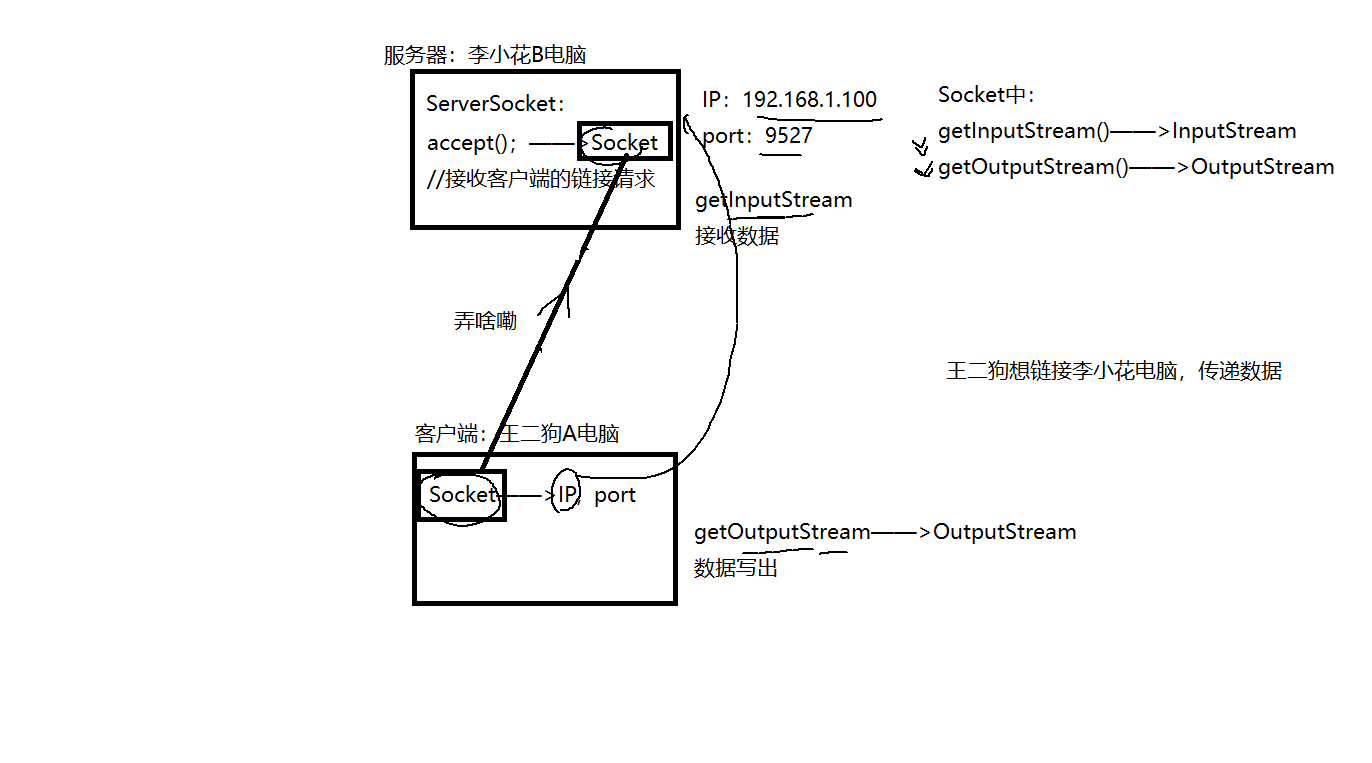 服务器：李小花B电脑
ServerSocket：
accept()；——>Socket
//接收客户端的链接请求
IP：192.168.1.100
port：9527
getInputStream
接收数据
Socket中：
getInputStream()——>InputStream
getOutputStream()——>OutputStream
弄啥嘞
王二狗想链接李小花电脑，传递数据
客户端：王二狗A电脑
Socket——>IP，port
getOutputStream——>OutputStream
数据写出